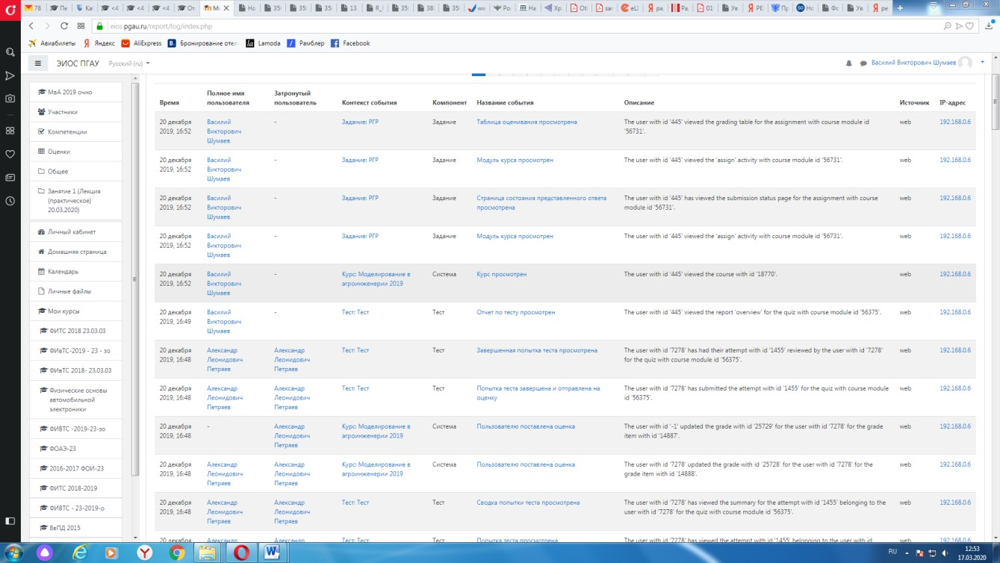 78
Пе
Ка
<4
<4
<4
От
Мо
Но
35
35
35
13.
R_I
35
38
35
wv
Ро
На
Хр
Otl
sar
eLI
ра
Ра
01
Ув
РЕ
Пр
Но
Фо
Ув
ре
eios.pgau.ru/report/log/index.php
Авиабилеты Яндекс AliExpress Бронирование отел Lamoda Рамблер Facebook
ЭИОС ПГАУ Русский (ru) Василий Викторович Шумаев
МвА 2019 очно
Участники
Компетенции
Оценки
Общее
Занятие 1 (Лекция
(практическое)
20.03.2020)
Личный кабинет
Домашняя страница
Календарь
Личные файлы
Мои курсы
ФИТС 2018 23.03.03
ФИвТС-2019 - 23 - зо
ФИвТС 2018- 23.03.03
Физические основы
автомобильной
электроники
ФИВТС -2019-23-зо
ФОАЭ-23
2016-2017 ФОИ-23
ФИТС 2018-2019
ФИВТС - 23-2019-о
ВвПД 2015
Время Полное имя пользователя Затронутый пользователь Контекст события Компонент Название события Описание Источник IP-адрес
20 декабря 2019, 16:52 Василий Викторович Шумаев - Задание: РГР Задание Таблица оценивания просмотрена The user with id '445' viewed the grading table for the assignment with course module id '56731'. web 192.168.0.6
20 декабря 2019, 16:52 Василий Викторович Шумаев - Задание: РГР Задание Модуль курса просмотрен The user with id '445' viewed the 'assign' activity with course module id '56731'. web 192.168.0.6
20 декабря 2019, 16:52 Василий Викторович Шумаев - Задание: РГР Задание Страница состояния представленного ответа просмотрена The user with id '445' has viewed the submission status page for the assignment with course module id '56731'. web 192.168.0.6
20 декабря 2019, 16:52 Василий Викторович Шумаев - Задание: РГР Задание Модуль курса просмотрен The user with id '445' viewed the 'assign' activity with course module id '56731'. web 192.168.0.6
20 декабря 2019, 16:52 Василий Викторович Шумаев - Курс: Моделирование в агроинженерии 2019 Система Курс просмотрен The user with id '445' viewed the course with id '18770'. web 192.168.0.6
20 декабря 2019, 16:49 Василий Викторович Шумаев - Тест: Тест Тест Отчет по тесту просмотрен The user with id '445' viewed the report 'overview' for the quiz with course module id '56375'. web 192.168.0.6
20 декабря 2019, 16:48 Александр Леонидович Петряев Александр Леонидович Петряев Тест: Тест Тест Завершенная попытка теста просмотрена The user with id '7278' has had their attempt with id '1455' reviewed by the user with id '7278' for the quiz with course module id '56375'. web 192.168.0.6
20 декабря 2019, 16:48 Александр Леонидович Петряев Александр Леонидович Петряев Тест: Тест Тест Попытка теста завершена и отправлена на оценку The user with id '7278' has submitted the attempt with id '1455' for the quiz with course module id '56375'. web 192.168.0.6
20 декабря 2019, 16:48 - Александр Леонидович Петряев Курс: Моделирование в агроинженерии 2019 Система Пользователю поставлена оценка The user with id '-1' updated the grade with id '25729' for the user with id '7278' for the grade item with id '14887'. web 192.168.0.6
20 декабря 2019, 16:48 Александр Леонидович Петряев Александр Леонидович Петряев Курс: Моделирование в агроинженерии 2019 Система Пользователю поставлена оценка The user with id '7278' updated the grade with id '25728' for the user with id '7278' for the grade item with id '14888'. web 192.168.0.6
20 декабря 2019, 16:48 Александр Леонидович Петряев Александр Леонидович Петряев Тест: Тест Тест Сводка попытки теста просмотрена The user with id '7278' has viewed the summary for the attempt with id '1455' belonging to the user with id '7278' for the quiz with course module id '56375'. web 192.168.0.6
20 декабря Александр Александр Тест: Тест Тест Попытка теста просмотрена The user with id '7278' has viewed the attempt with id '1455' belonging to the user with id web 192.168.0.6
RU 12:53
17.03.2020